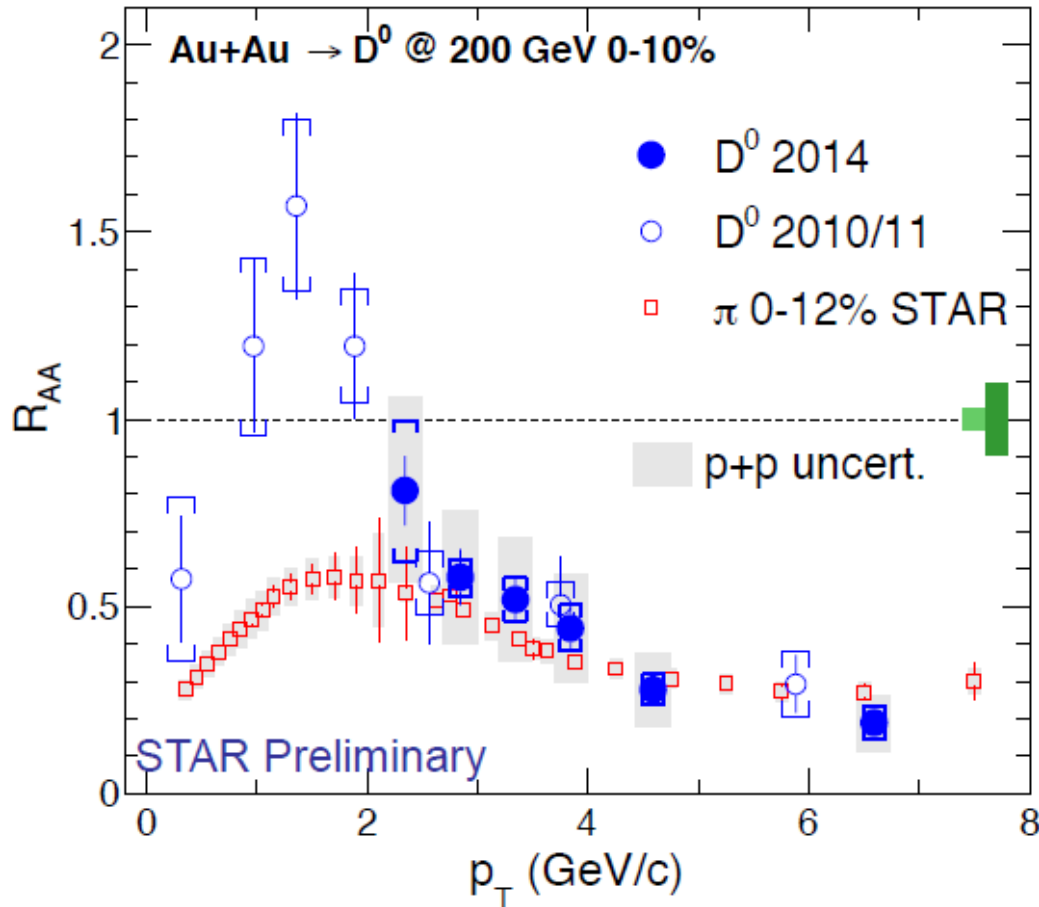 Au+Au → D⁰ @ 200 GeV 0-10%
D⁰ 2014
D⁰ 2010/11
π 0-12% STAR
p+p uncert.
STAR Preliminary
R_AA
2
1.5
1
0.5
0
0 2 4 6 8
p_T (GeV/c)